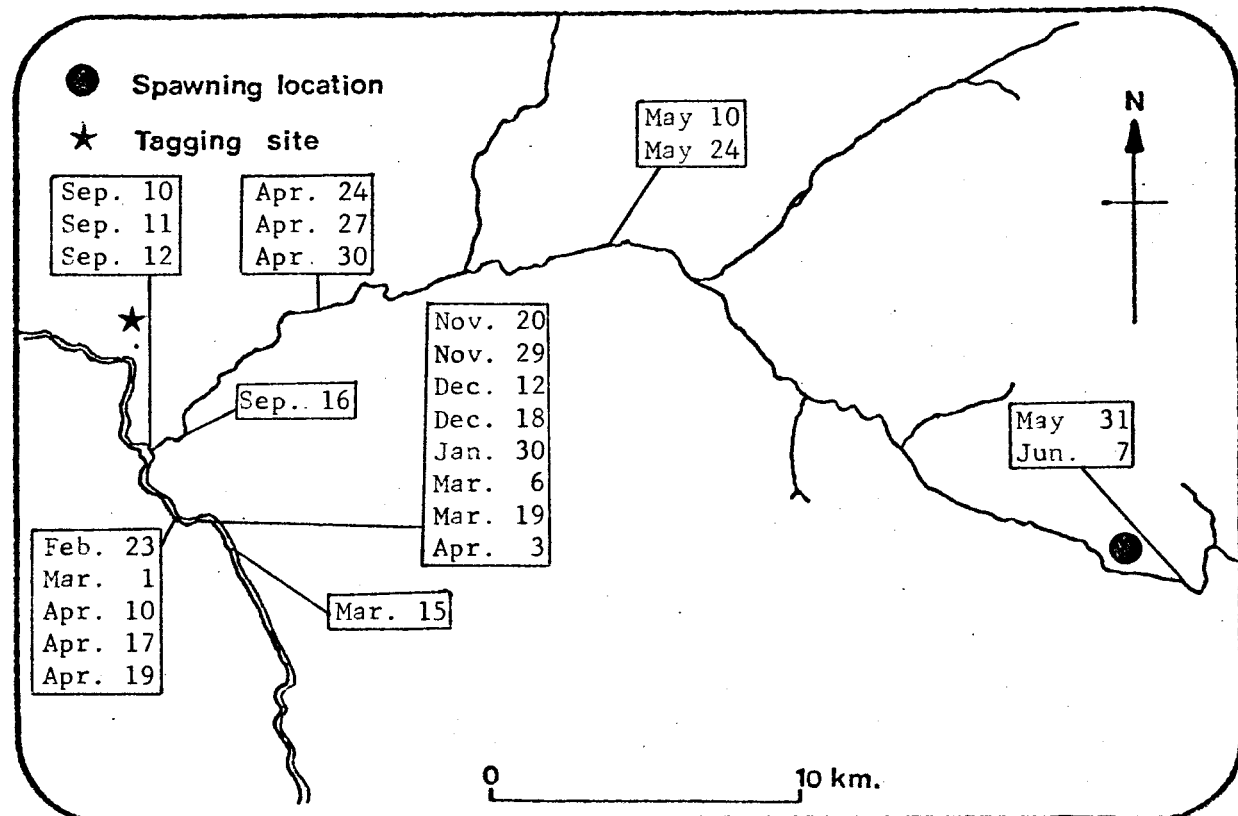 Spawning location
Tagging site
N
May 10
May 24
Sep. 10
Sep. 11
Sep. 12
Apr. 24
Apr. 27
Apr. 30
Nov. 20
Nov. 29
Dec. 12
Dec. 18
Jan. 30
Mar. 6
Mar. 19
Apr. 3
Sep. 16
May 31
Jun. 7
Feb. 23
Mar. 1
Apr. 10
Apr. 17
Apr. 19
Mar. 15
0 10 km.